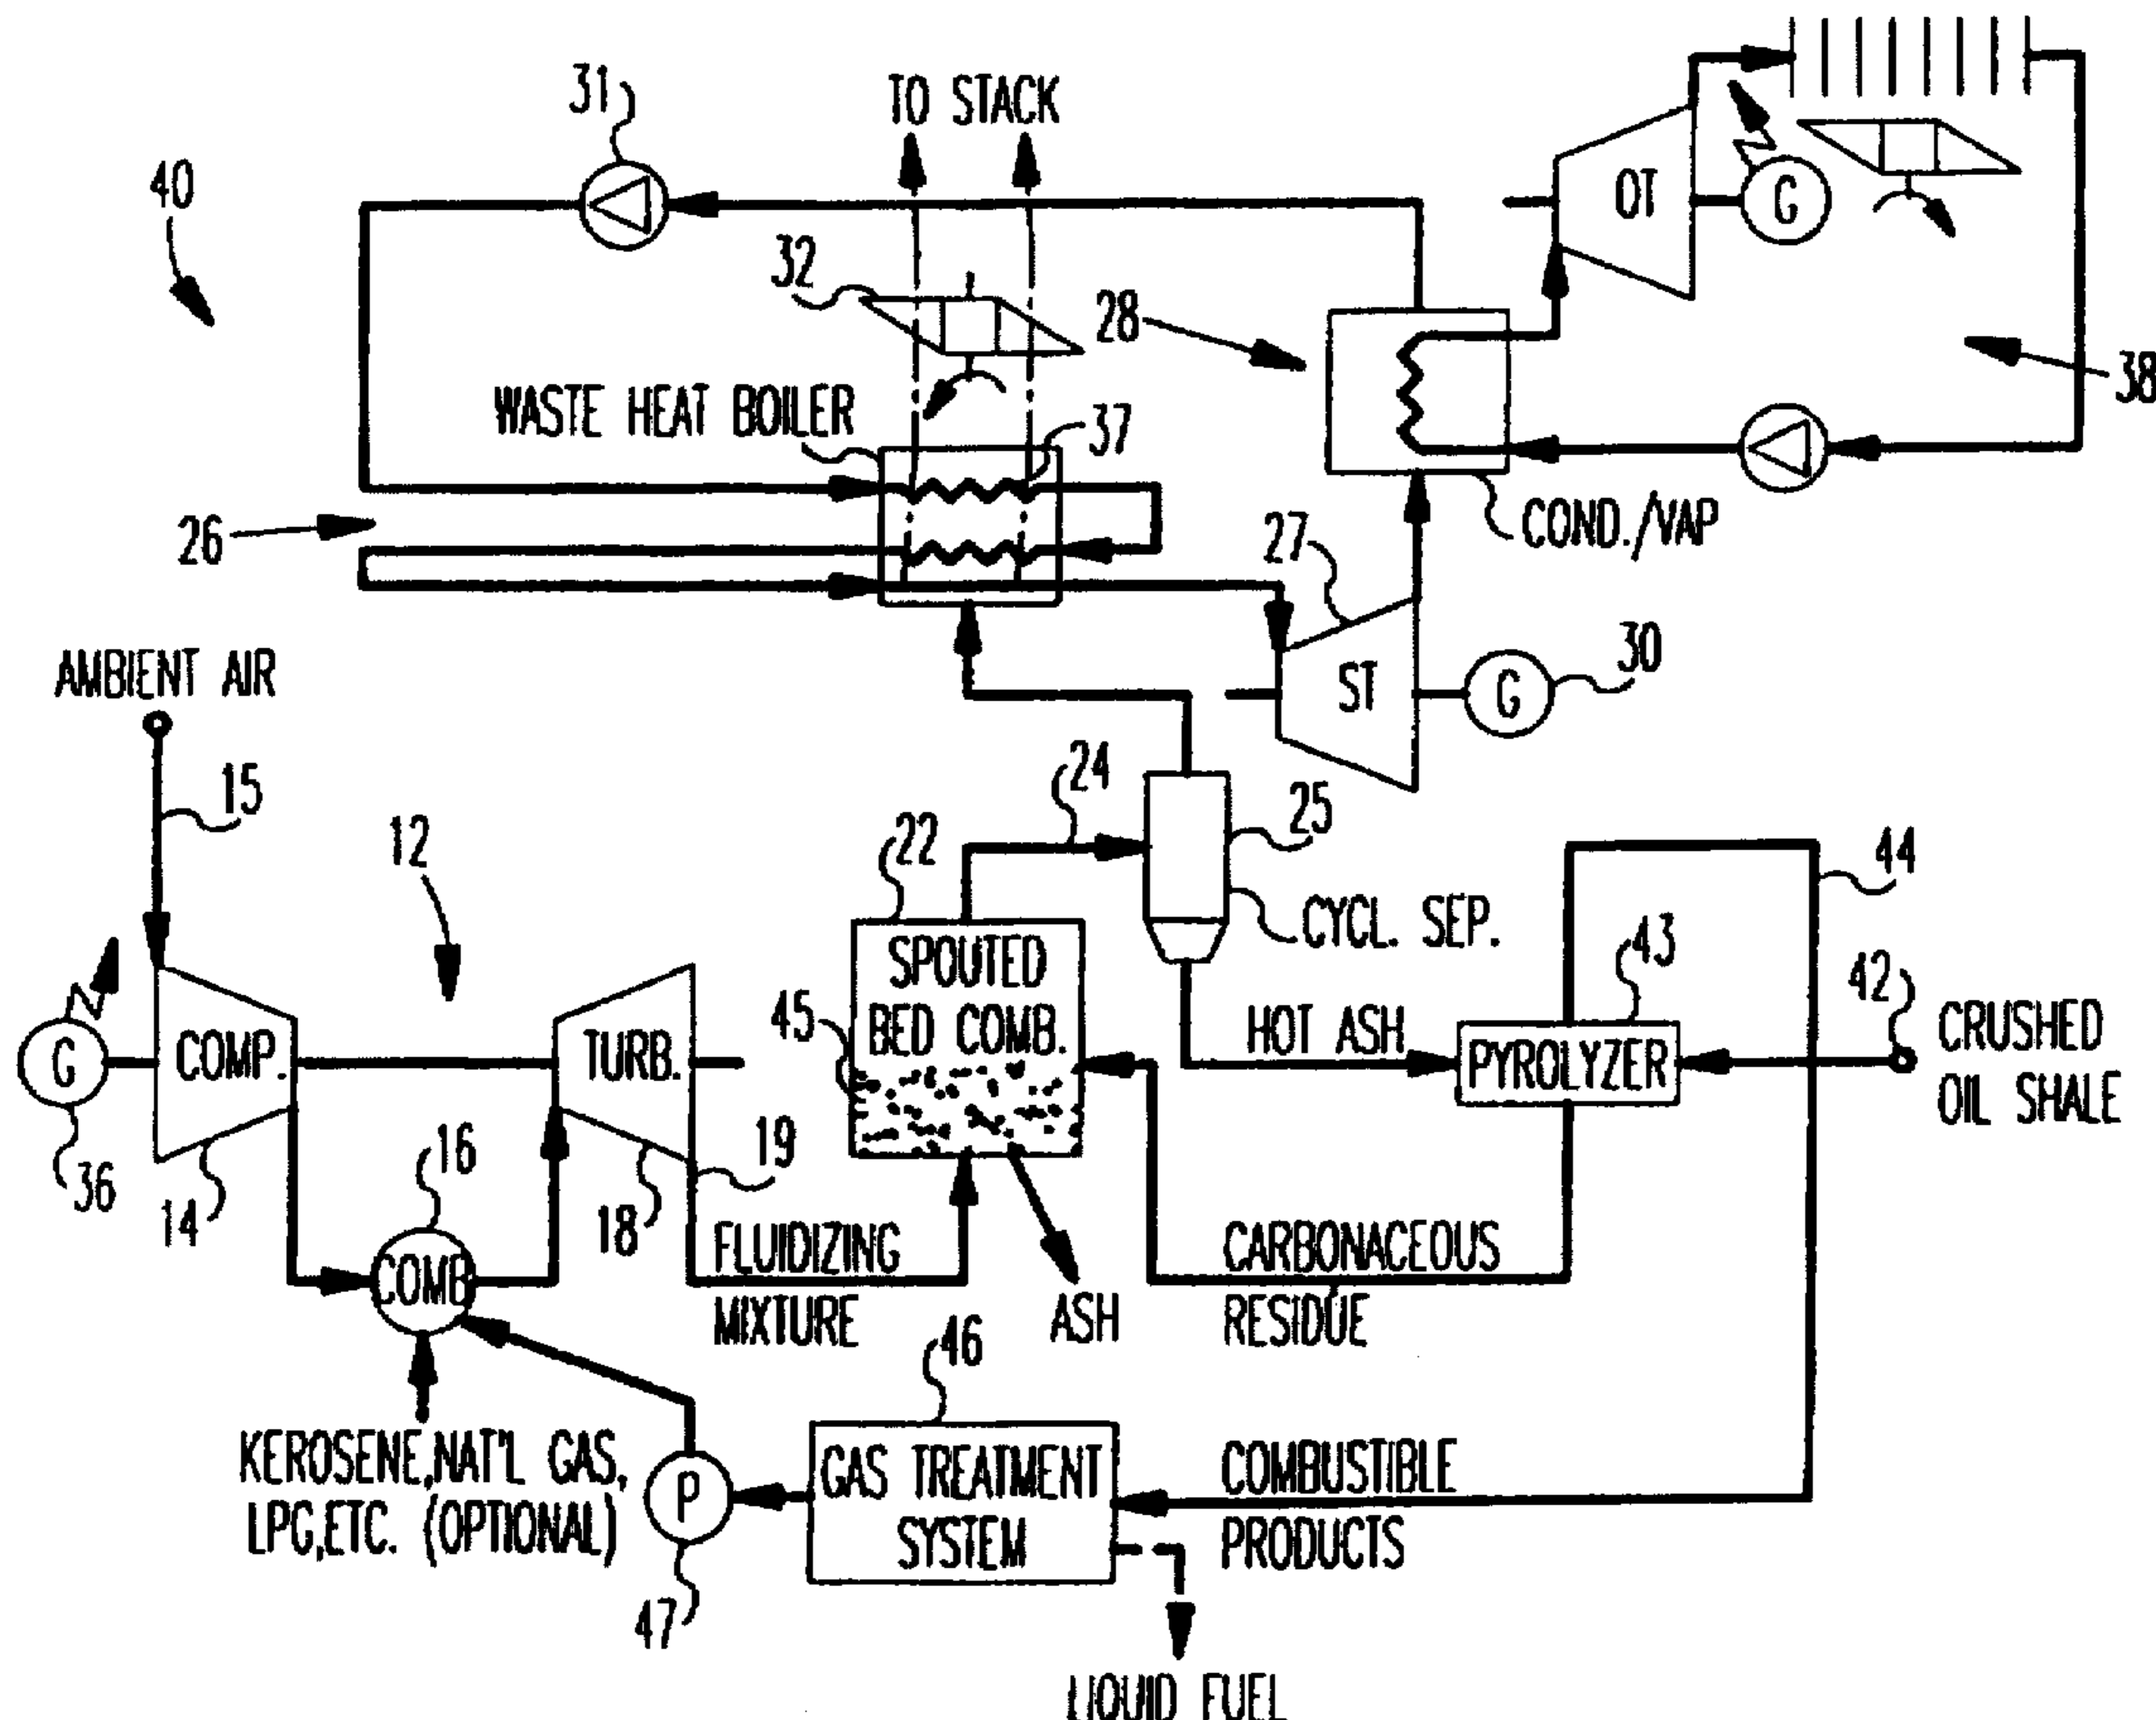 31
TO STACK
40
OT
G
32
28
38
WASTE HEAT BOILER
37
26
COND./VAP
27
AMBIENT AIR
ST
G
30
15
24
25
12
22
44
CYCL. SEP.
SPOUTED
BED COMB.
45
43
42
CRUSHED
OIL SHALE
HOT ASH
G
COMP.
TURB.
PYROLYZER
36
14
16
18
19
COMB
FLUIDIZING
MIXTURE
ASH
CARBONACEOUS
RESIDUE
46
KEROSENE,NAT'L GAS,
LPG,ETC. (OPTIONAL)
P
47
GAS TREATMENT
SYSTEM
COMBUSTIBLE
PRODUCTS
LIQUID FUEL